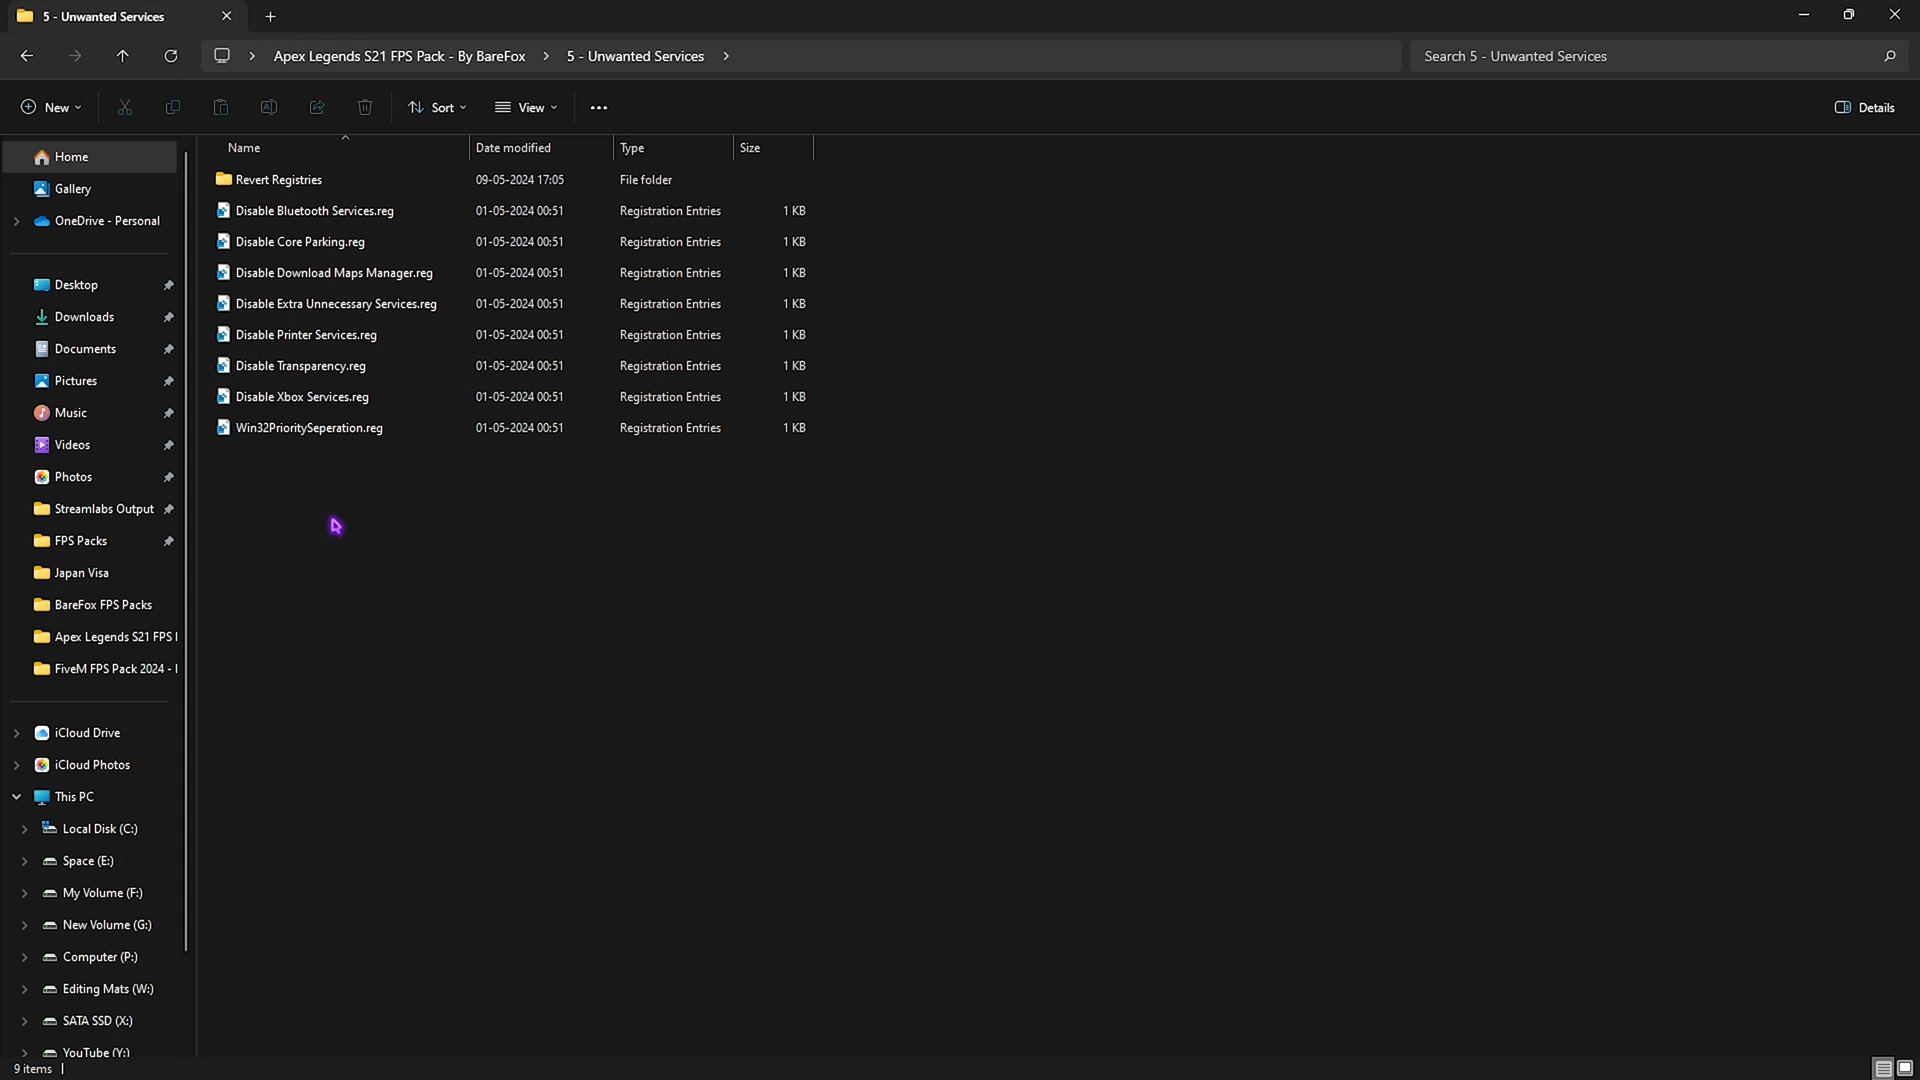 5 - Unwanted Services
Apex Legends S21 FPS Pack - By BareFox > 5 - Unwanted Services >
Search 5 - Unwanted Services
New Sort View Details
Name Date modified Type Size
Home
Gallery
OneDrive - Personal
Desktop
Downloads
Documents
Pictures
Music
Videos
Photos
Streamlabs Output
FPS Packs
Japan Visa
BareFox FPS Packs
Apex Legends S21 FPS
FiveM FPS Pack 2024 -
iCloud Drive
iCloud Photos
This PC
Local Disk (C:)
Space (E:)
My Volume (F:)
New Volume (G:)
Computer (P:)
Editing Mats (W:)
SATA SSD (X:)
YouTube (Y:)
Revert Registries 09-05-2024 17:05 File folder
Disable Bluetooth Services.reg 01-05-2024 00:51 Registration Entries 1 KB
Disable Core Parking.reg 01-05-2024 00:51 Registration Entries 1 KB
Disable Download Maps Manager.reg 01-05-2024 00:51 Registration Entries 1 KB
Disable Extra Unnecessary Services.reg 01-05-2024 00:51 Registration Entries 1 KB
Disable Printer Services.reg 01-05-2024 00:51 Registration Entries 1 KB
Disable Transparency.reg 01-05-2024 00:51 Registration Entries 1 KB
Disable Xbox Services.reg 01-05-2024 00:51 Registration Entries 1 KB
Win32PrioritySeperation.reg 01-05-2024 00:51 Registration Entries 1 KB
9 items